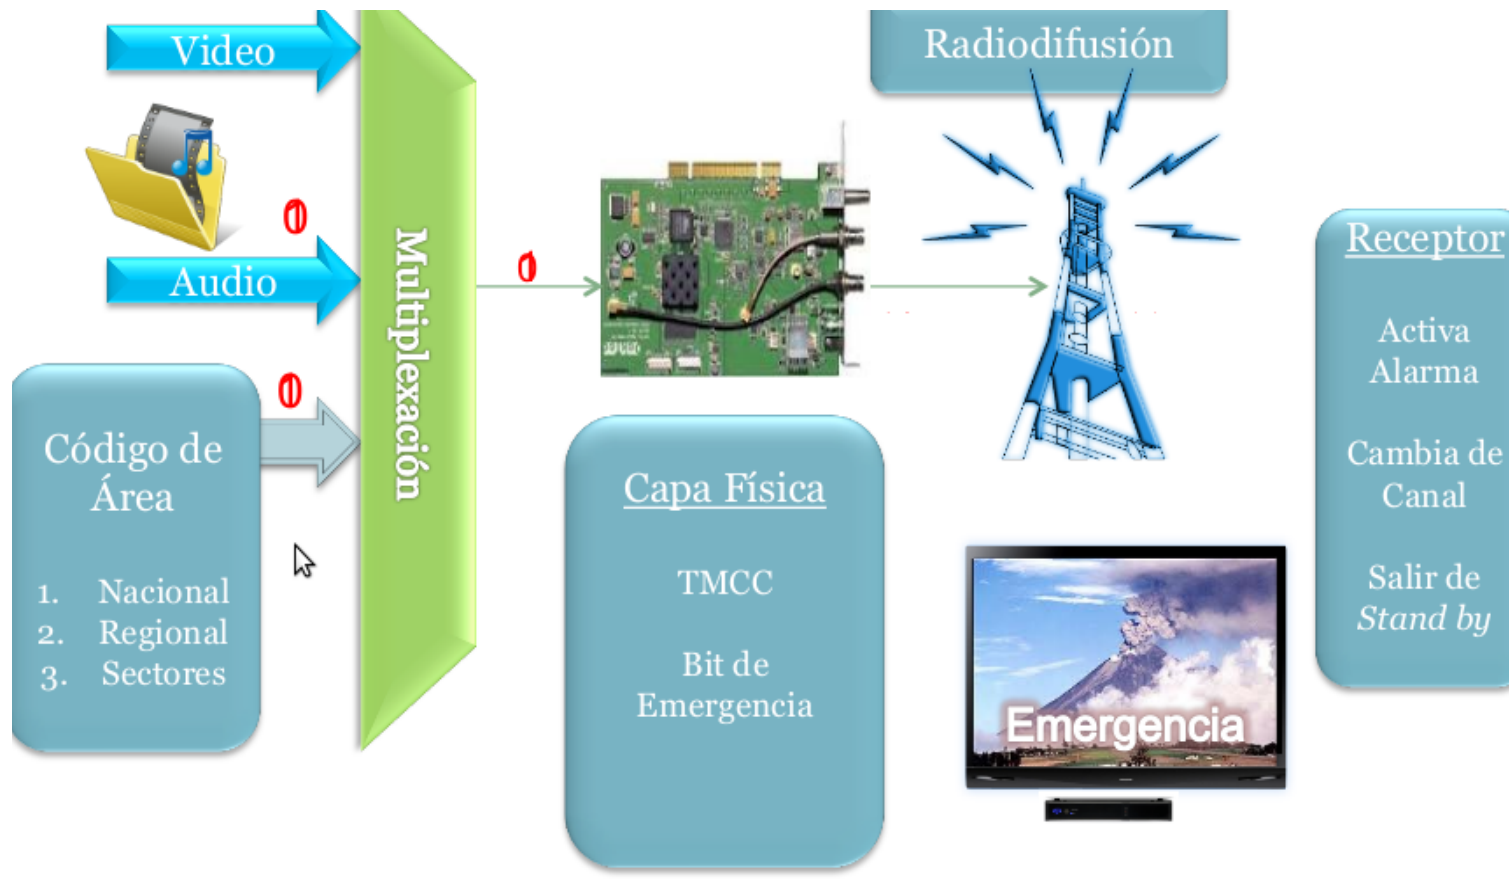 Video
Radiodifusión
Audio
Multiplexación
Código de
Área
1. Nacional
2. Regional
3. Sectores
Capa Física
TMCC
Bit de
Emergencia
Emergencia
Receptor
Activa
Alarma
Cambia de
Canal
Salir de
Stand by